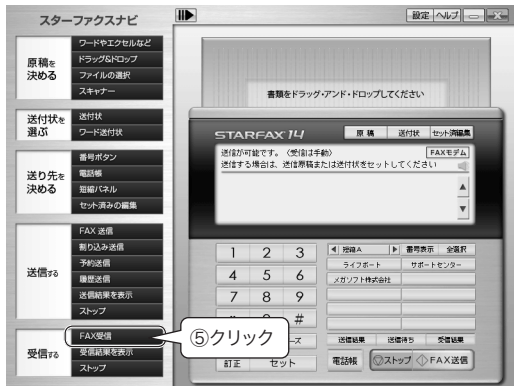 スターファクスナビ
設定 ヘルプ
原稿を
決める
ワードやエクセルなど
ドラッグ&ドロップ
ファイルの選択
スキャナー
送付状を
選ぶ
送付状
ワード送付状
送り先を
決める
番号ボタン
電話帳
短縮パネル
セット済みの編集
送信する
FAX 送信
割り込み送信
予約送信
履歴送信
送信結果を表示
ストップ
受信する
FAX受信
受信結果を表示
ストップ
⑤クリック
書類をドラッグ・アンド・ドロップしてください
STARFAX 14
原 稿 送付状 セット済編集
送信が可能です。〈受信は手動〉 FAXモデム
送信する場合は、送信原稿または送付状をセットしてください
1 2 3
4 5 6
7 8 9
#
ーズ
訂正 セット
短縮A 番号表示 全選択
ライフボート サポートセンター
メガソフト株式会社
送信結果 送信待ち 受信結果
電話帳 ストップ FAX送信